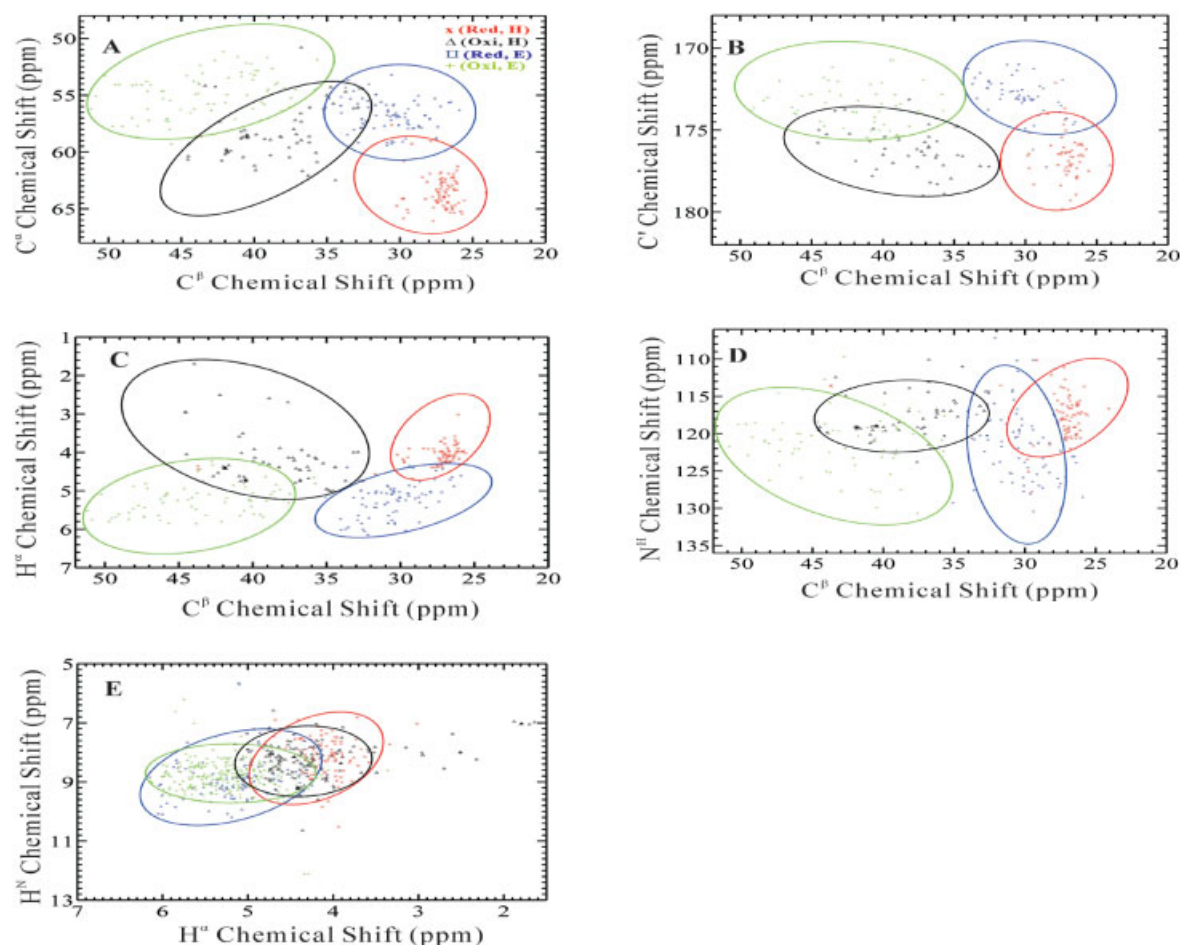 A
x (Red, H)
Δ (Oxi, H)
□ (Red, E)
+ (Oxi, E)
50
55
60
65
50 45 40 35 30 25 20
Cᵅ Chemical Shift (ppm)
Cᵝ Chemical Shift (ppm)
B
170
175
180
50 45 40 35 30 25 20
C' Chemical Shift (ppm)
Cᵝ Chemical Shift (ppm)
C
1
2
3
4
5
6
7
50 45 40 35 30 25 20
Hᵅ Chemical Shift (ppm)
Cᵝ Chemical Shift (ppm)
D
110
115
120
125
130
135
50 45 40 35 30 25 20
Nᴴ Chemical Shift (ppm)
Cᵝ Chemical Shift (ppm)
E
5
7
9
11
13
7 6 5 4 3 2
Hᴺ Chemical Shift (ppm)
Hᵅ Chemical Shift (ppm)